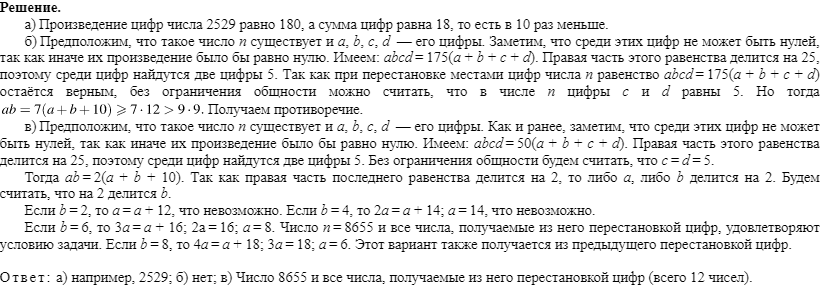 Решение.
а) Произведение цифр числа 2529 равно 180, а сумма цифр равна 18, то есть в 10 раз меньше.
б) Предположим, что такое число n существует и a, b, c, d — его цифры. Заметим, что среди этих цифр не может быть нулей,
так как иначе их произведение было бы равно нулю. Имеем: abcd = 175(a + b + c + d). Правая часть этого равенства делится на 25,
поэтому среди цифр найдутся две цифры 5. Так как при перестановке местами цифр числа n равенство abcd = 175(a + b + c + d)
остаётся верным, без ограничения общности можно считать, что в числе n цифры c и d равны 5. Но тогда
ab = 7(a + b + 10) ⩾ 7 · 12 > 9 · 9. Получаем противоречие.
в) Предположим, что такое число n существует и a, b, c, d — его цифры. Как и ранее, заметим, что среди этих цифр не может
быть нулей, так как иначе их произведение было бы равно нулю. Имеем: abcd = 50(a + b + c + d). Правая часть этого равенства
делится на 25, поэтому среди цифр найдутся две цифры 5. Без ограничения общности будем считать, что c = d = 5.
Тогда ab = 2(a + b + 10). Так как правая часть последнего равенства делится на 2, то либо a, либо b делится на 2. Будем
считать, что на 2 делится b.
Если b = 2, то a = a + 12, что невозможно. Если b = 4, то 2a = a + 14; a = 14, что невозможно.
Если b = 6, то 3a = a + 16; 2a = 16; a = 8. Число n = 8655 и все числа, получаемые из него перестановкой цифр, удовлетворяют
условию задачи. Если b = 8, то 4a = a + 18; 3a = 18; a = 6. Этот вариант также получается из предыдущего перестановкой цифр.
Ответ: а) например, 2529; б) нет; в) Число 8655 и все числа, получаемые из него перестановкой цифр (всего 12 чисел).